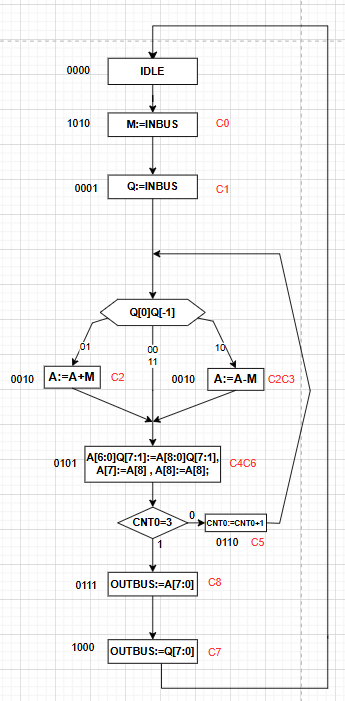 0000 IDLE
1010 M:=INBUS C0
0001 Q:=INBUS C1
Q[0]Q[-1]
01 00 10
11
0010 A:=A+M C2 0010 A:=A-M C2C3
A[6:0]Q[7:1]:=A[8:0]Q[7:1],
0101 A[7]:=A[8] , A[8]:=A[8]; C4C6
CNT0=3 0 CNT0:=CNT0+1
1 0110 C5
0111 OUTBUS:=A[7:0] C8
1000 OUTBUS:=Q[7:0] C7